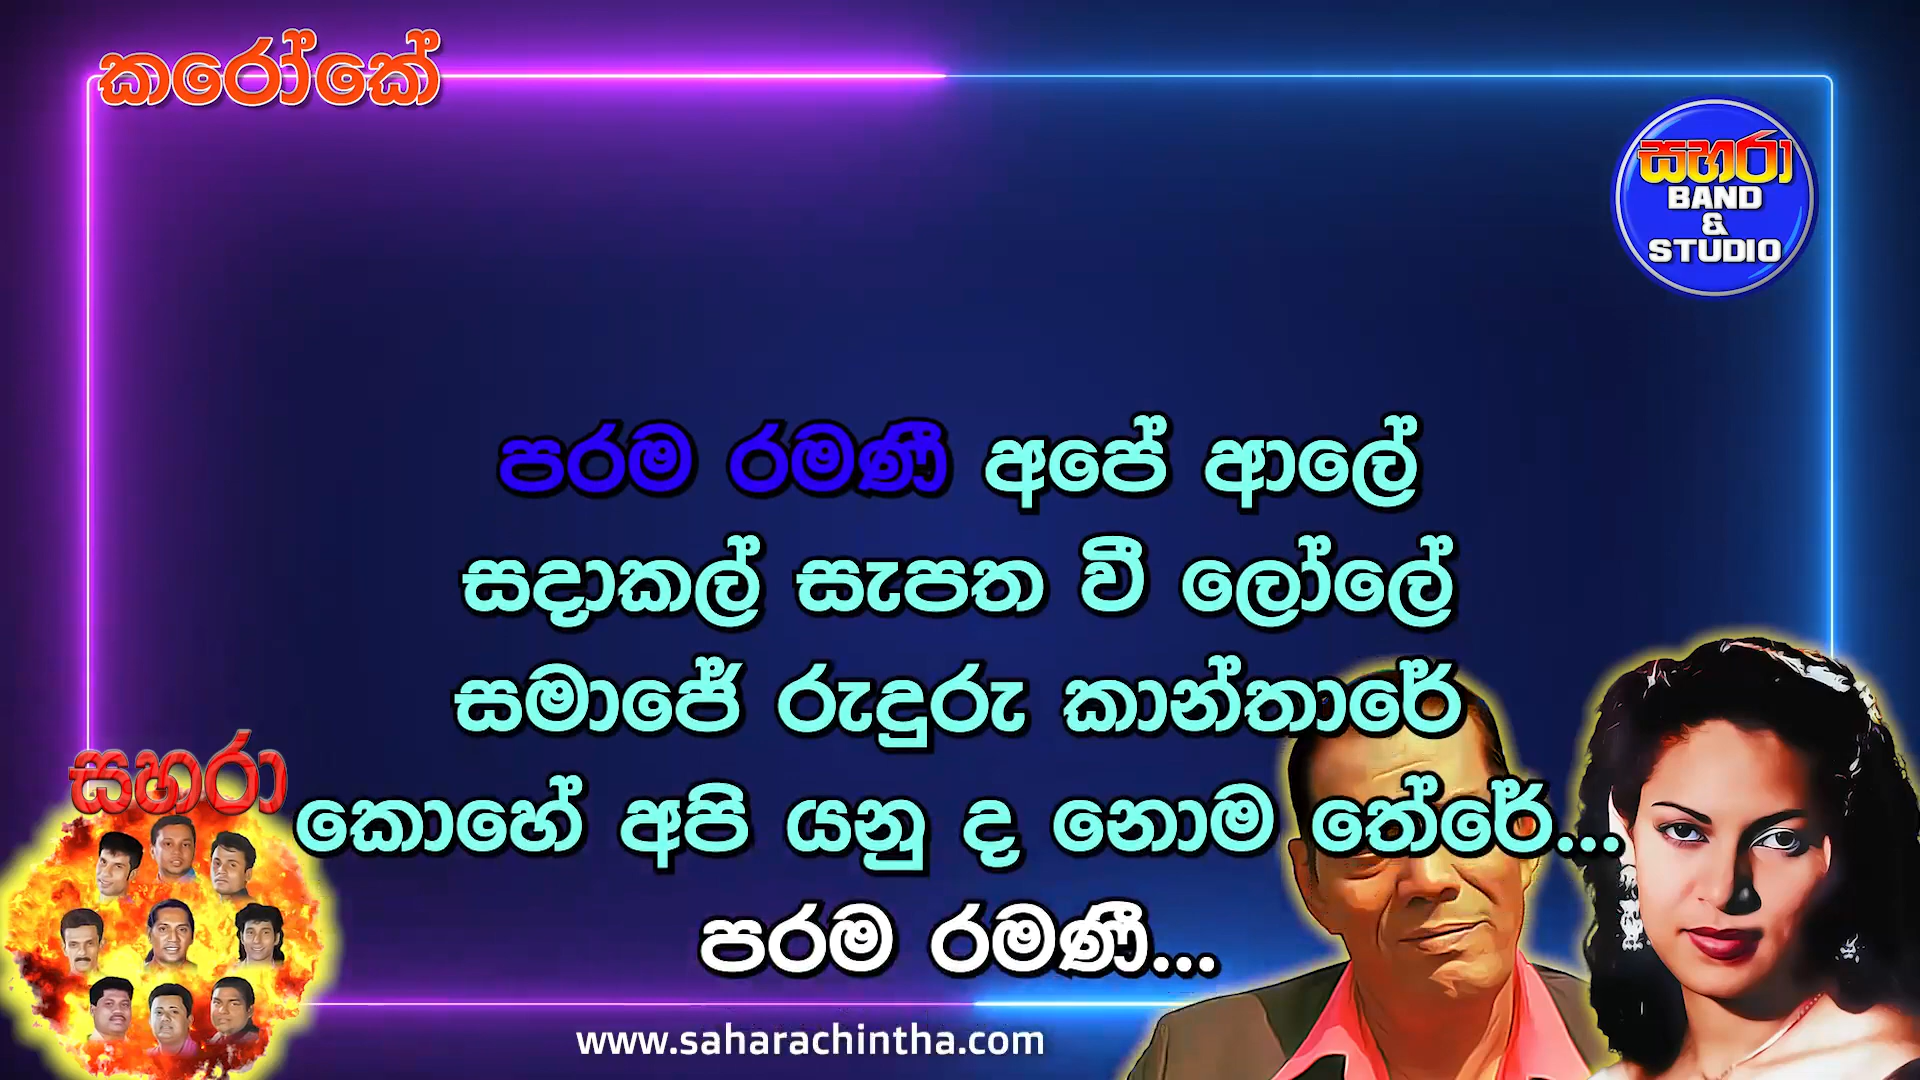 කරෝකේ
සහරා
BAND
&
STUDIO
පරම රමණී අපේ ආලේ
සදාකල් සැපත වී ලෝලේ
සමාජේ රුදුරු කාන්තාරේ
කොහේ අපි යනු ද නොම තේරේ...
පරම රමණී...
සහරා
www.saharachintha.com